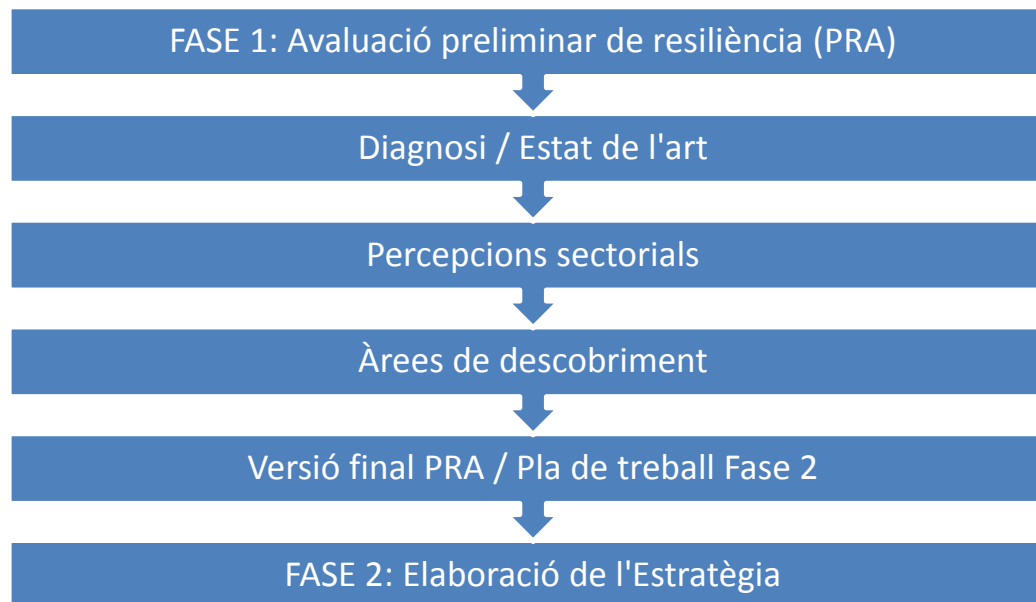 FASE 1: Avaluació preliminar de resiliència (PRA)
Diagnosi / Estat de l'art
Percepcions sectorials
Àrees de descobriment
Versió final PRA / Pla de treball Fase 2
FASE 2: Elaboració de l'Estratègia